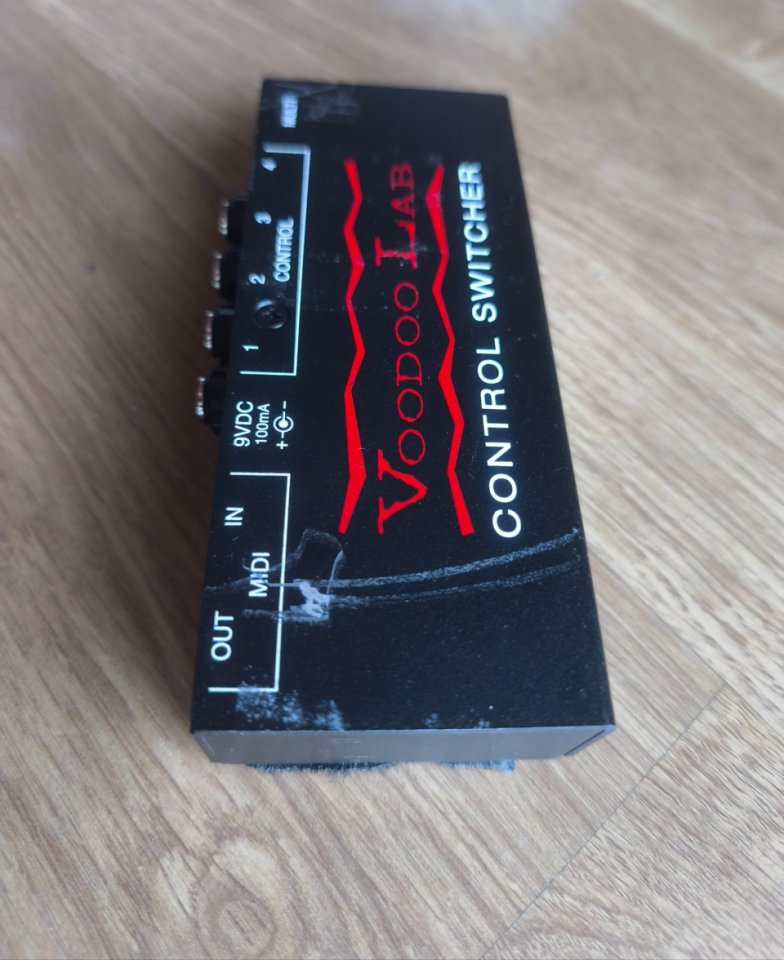 VOODOO LAB
CONTROL SWITCHER
OUT IN
MIDI
9VDC
100mA
+ -
1 2 3 4
CONTROL